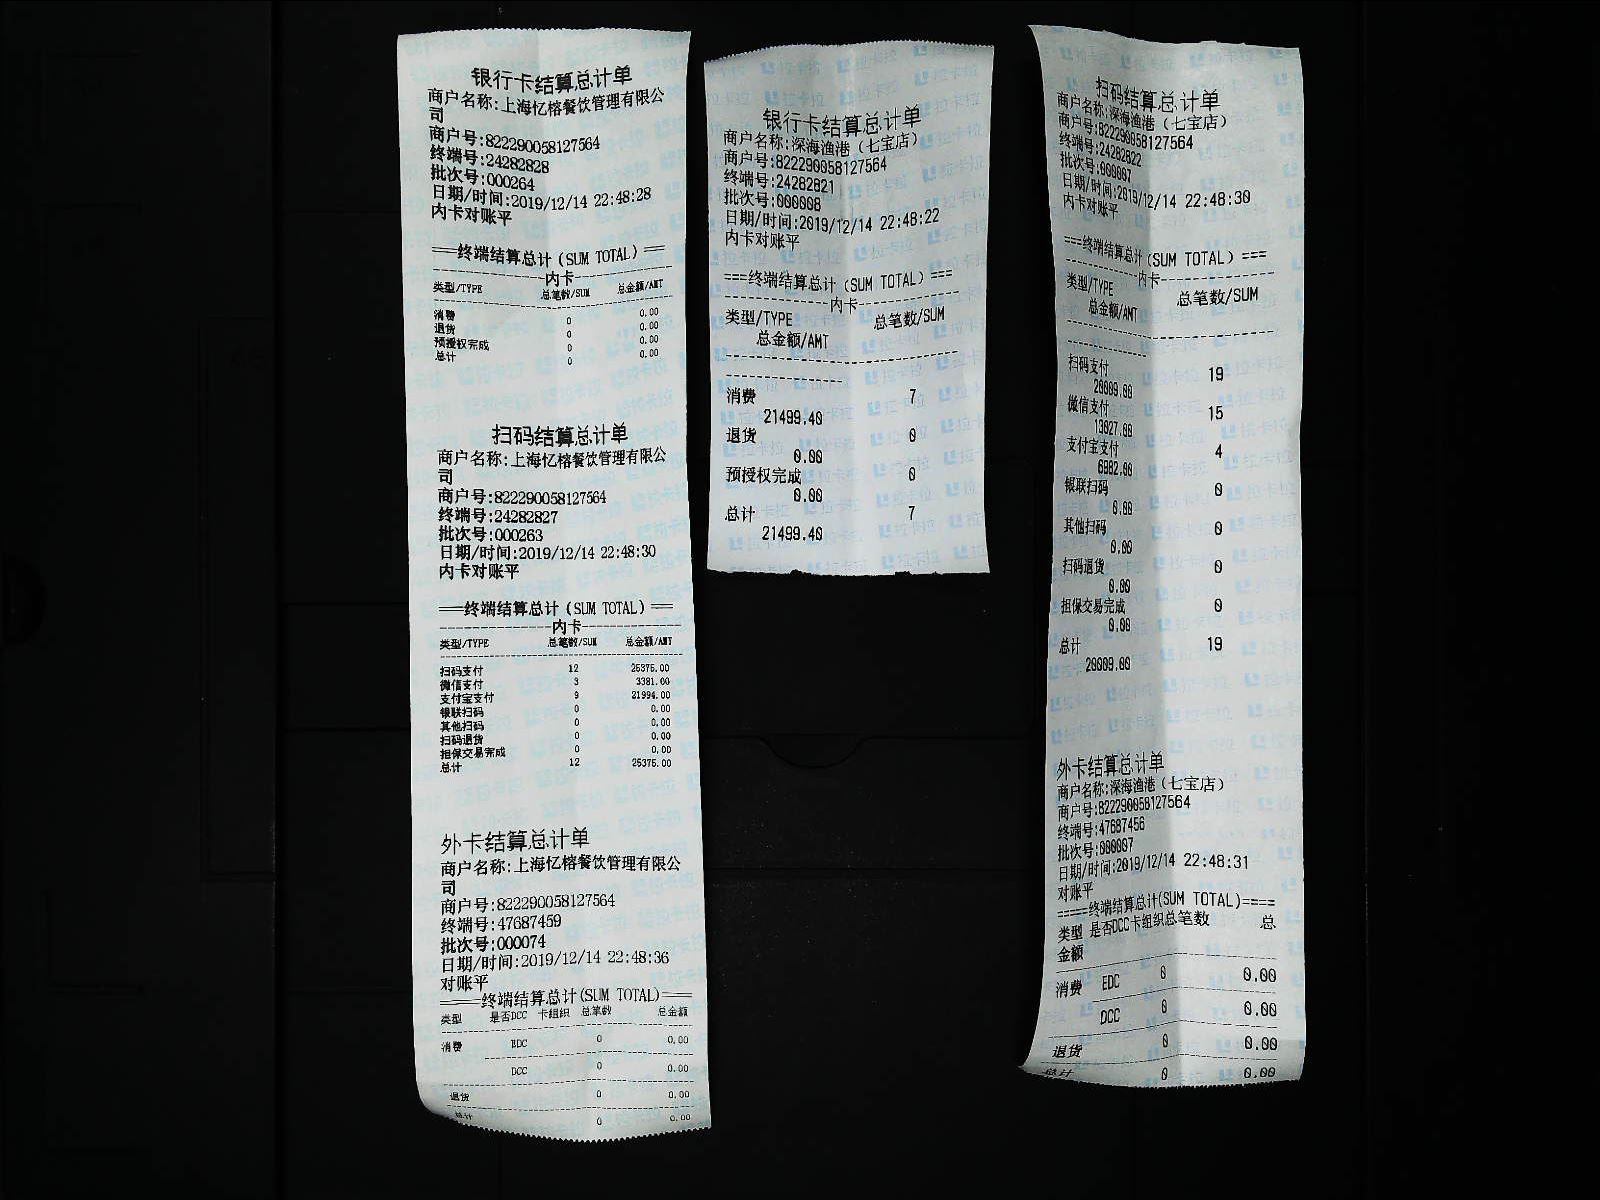 银行卡结算总计单
商户名称:上海忆榕餐饮管理有限公
司
商户号:822290058127564
终端号:24282828
批次号:000264
日期/时间:2019/12/14 22:48:28
内卡对账平
===终端结算总计(SUM TOTAL)===
内卡
类型/TYPE 总笔数/SUM 总金额/AMT
消费 0 0.00
退货 0 0.00
预授权完成 0 0.00
总计 0 0.00
扫码结算总计单
商户名称:上海忆榕餐饮管理有限公
司
商户号:822290058127564
终端号:24282827
批次号:000263
日期/时间:2019/12/14 22:48:30
内卡对账平
===终端结算总计(SUM TOTAL)===
内卡
类型/TYPE 总笔数/SUM 总金额/AMT
扫码支付 12 25375.00
微信支付 3 3381.00
支付宝支付 9 21994.00
银联扫码 0 0.00
其他扫码 0 0.00
扫码退货 0 0.00
担保交易完成 0 0.00
总计 12 25375.00
外卡结算总计单
商户名称:上海忆榕餐饮管理有限公
司
商户号:822290058127564
终端号:47687459
批次号:000074
日期/时间:2019/12/14 22:48:36
对账平
=====终端结算总计(SUM TOTAL)====
类型 是否DCC 卡组织 总笔数 总金额
消费 EDC 0 0.00
DCC 0 0.00
退货 0 0.00
总计 0 0.00
银行卡结算总计单
商户名称:深海渔港(七宝店)
商户号:822290058127564
终端号:24282821
批次号:000008
日期/时间:2019/12/14 22:48:22
内卡对账平
===终端结算总计(SUM TOTAL)===
内卡
类型/TYPE 总笔数/SUM
总金额/AMT
消费 7
21499.40
退货 0
0.00
预授权完成 0
0.00
总计 7
21499.40
扫码结算总计单
商户名称:深海渔港(七宝店)
商户号:822290058127564
终端号:24282822
批次号:000007
日期/时间:2019/12/14 22:48:30
内卡对账平
===终端结算总计(SUM TOTAL)===
内卡
类型/TYPE 总笔数/SUM
总金额/AMT
扫码支付 19
20009.00
微信支付 15
13027.00
支付宝支付 4
6982.00
银联扫码 0
0.00
其他扫码 0
0.00
扫码退货 0
0.00
担保交易完成 0
0.00
总计 19
20009.00
外卡结算总计单
商户名称:深海渔港(七宝店)
商户号:822290058127564
终端号:47687456
批次号:000007
日期/时间:2019/12/14 22:48:31
对账平
=====终端结算总计(SUM TOTAL)====
类型 是否DCC卡组织总笔数 总
金额
消费 EDC 0 0.00
DCC 0 0.00
退货 0 0.00
总计 0 0.00